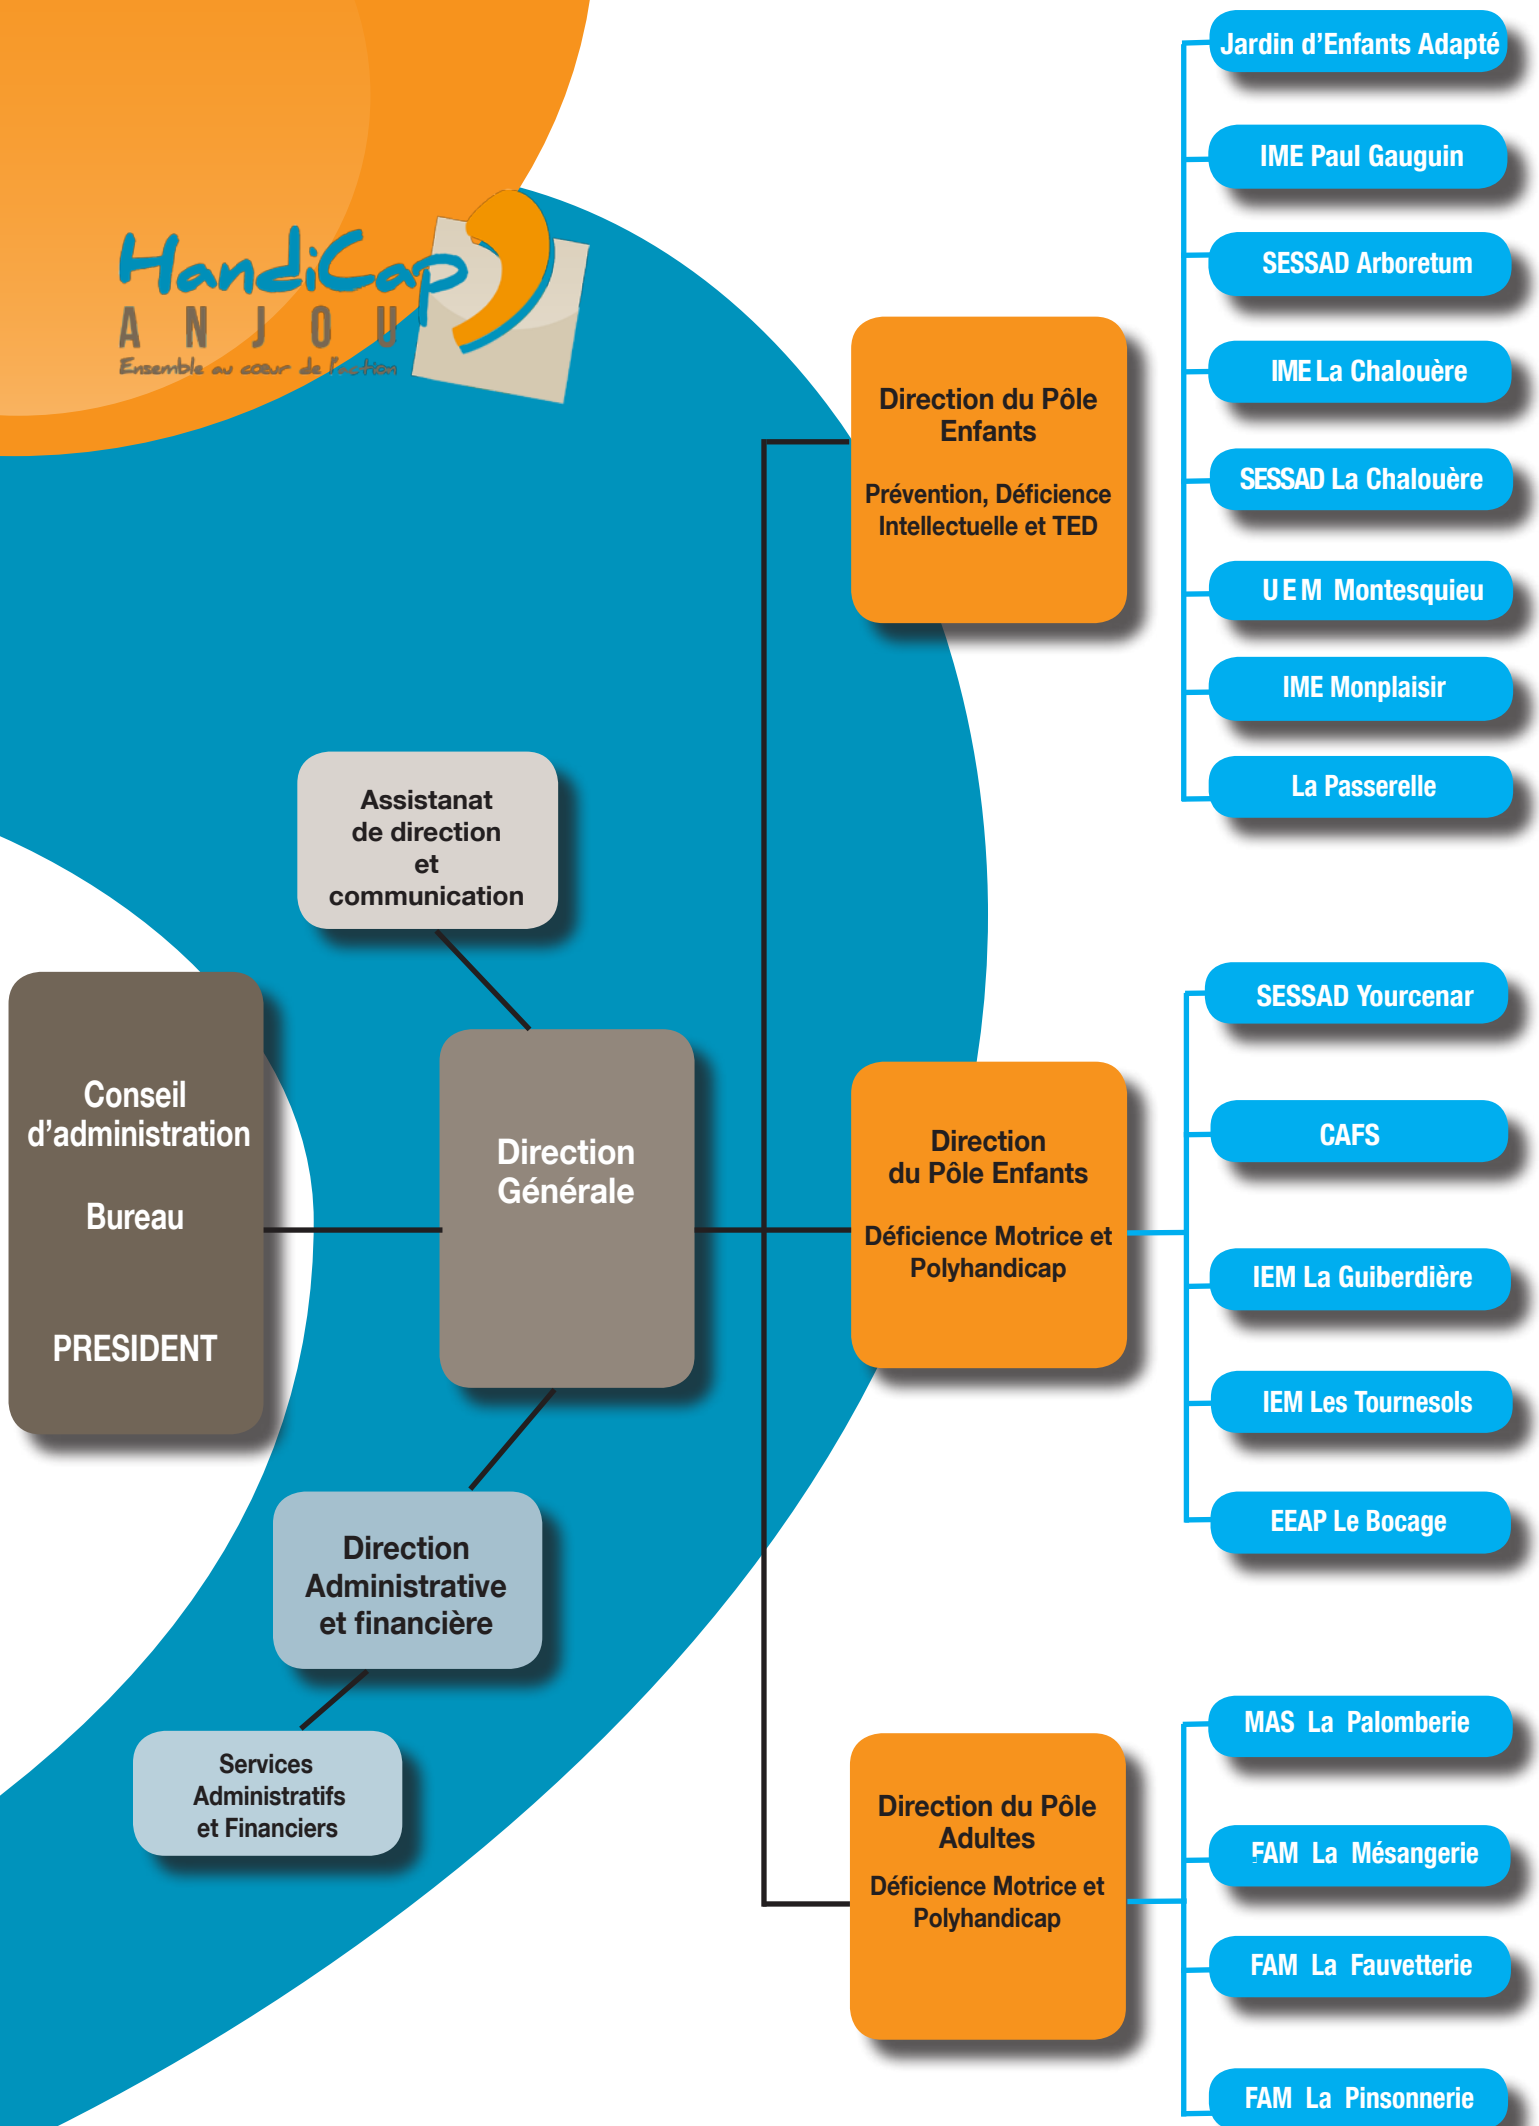 HandiCap'
ANJOU
Ensemble au cœur de l'action
Assistanat
de direction
et
communication
Conseil
d'administration
Bureau
PRESIDENT
Direction
Générale
Direction
Administrative
et financière
Services
Administratifs
et Financiers
Direction du Pôle
Enfants
Prévention, Déficience
Intellectuelle et TED
Jardin d'Enfants Adapté
IME Paul Gauguin
SESSAD Arboretum
IME La Chalouère
SESSAD La Chalouère
UEM Montesquieu
IME Monplaisir
La Passerelle
Direction
du Pôle Enfants
Déficience Motrice et
Polyhandicap
SESSAD Yourcenar
CAFS
IEM La Guiberdière
IEM Les Tournesols
EEAP Le Bocage
Direction du Pôle
Adultes
Déficience Motrice et
Polyhandicap
MAS La Palomberie
FAM La Mésangerie
FAM La Fauvetterie
FAM La Pinsonnerie